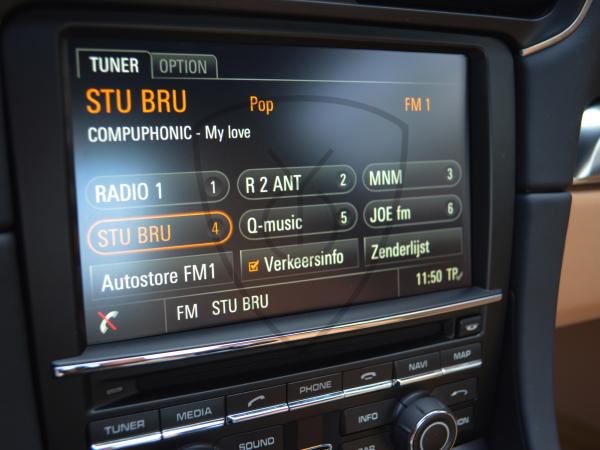 TUNER OPTION
STU BRU Pop FM 1
COMPUPHONIC - My love
RADIO 1 1 R 2 ANT 2 MNM 3
STU BRU 4 Q-music 5 JOE fm 6
Autostore FM1 Verkeersinfo Zenderlijst
FM STU BRU 11:50 TP
TUNER MEDIA PHONE NAVI MAP
SOUND INFO